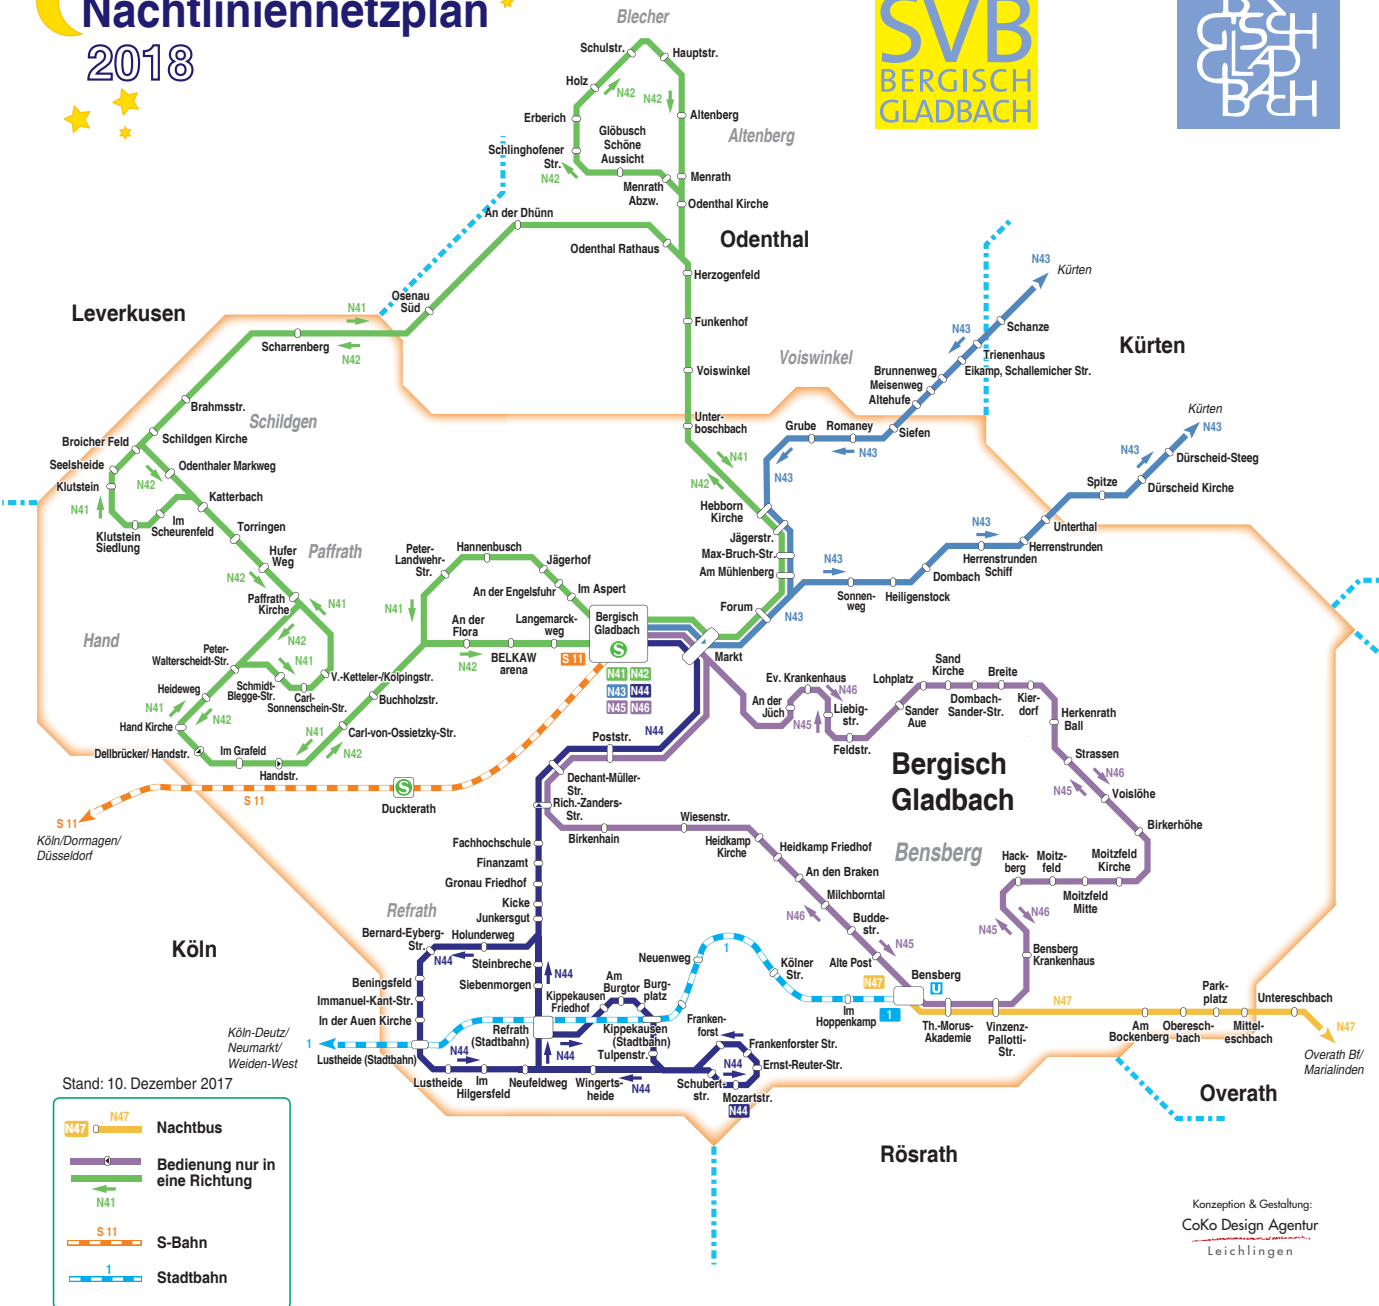 Nachtliniennetzplan
2018
SVB
BERGISCH
GLADBACH
Blecher
Schulstr.
Hauptstr.
Holz
N42
N42
Erberich
Altenberg
Altenberg
Glöbusch
Schöne
Aussicht
Schlinghofener
Str.
N42
Menrath
Menrath
Abzw.
Odenthal Kirche
An der Dhünn
Odenthal Rathaus
Odenthal
Herzogenfeld
N43
Kürten
Leverkusen
Osenau
Süd
N41
Scharrenberg
N42
Funkenhof
Schanze
N43
Kürten
Voiswinkel
Trienenhaus
Voiswinkel
Brunnenweg
Eikamp, Schallemicher Str.
Meisenweg
Altehufe
Brahmsstr.
Schildgen
Unter-
boschbach
Grube
Romaney
Siefen
Kürten
N43
Broicher Feld
Schildgen Kirche
N41
N43
N43
Dürscheid-Steeg
Seelsheide
Odenthaler Markweg
N42
N43
Spitze
Dürscheid Kirche
Klutstein
N42
Katterbach
N41
Im
Scheurenfeld
Klutstein
Siedlung
Hebborn
Kirche
Torringen
N43
Unterthal
Jägerstr.
Hufer
Weg
Paffrath
Peter-
Landwehr-
Str.
Hannenbusch
Jägerhof
Max-Bruch-Str.
Herrenstrunden
Herrenstrunden
Schiff
N43
Am Mühlenberg
Dombach
N42
An der Engelsfuhr
Im Aspert
Sonnen-
weg
Heiligenstock
Paffrath
Kirche
N41
N41
Forum
N43
Hand
N42
An der
Flora
Langemarck-
weg
Bergisch
Gladbach
S
Peter-
Walterscheidt-Str.
N41
N42
BELKAW
arena
S 11
Markt
N41 N42
N43 N44
N45 N46
V.-Ketteler-/Kolpingstr.
Schmidt-
Blegge-Str.
Carl-
Sonnenschein-Str.
Heideweg
N41
N42
Buchholzstr.
Hand Kirche
N41
N42
Carl-von-Ossietzky-Str.
Dellbrücker/ Handstr.
Im Grafeld
Handstr.
Ev. Krankenhaus
N46
An der
Jüch
Liebig-
str.
N45
Feldstr.
Lohplatz
Sand
Kirche
Breite
Sander
Aue
Dombach-
Sander-Str.
Kier-
dorf
Herkenrath
Ball
N44
Poststr.
Bergisch
Gladbach
Strassen
N46
N45
Voislöhe
S 11
S
Duckterath
S 11
Köln/Dormagen/
Düsseldorf
Dechant-Müller-
Str.
Rich.-Zanders-
Str.
Birkenhain
Wiesenstr.
Heidkamp
Kirche
Heidkamp Friedhof
Birkerhöhe
Fachhochschule
Finanzamt
Gronau Friedhof
Kicke
Junkersgut
Bensberg
Hack-
berg
Moitz-
feld
Moitzfeld
Kirche
Moitzfeld
Mitte
An den Braken
Milchborntal
N46
Budde-
str.
N45
N46
N45
Refrath
Bernard-Eyberg-
Str.
Holunderweg
N44
Köln
Steinbreche
Neuenweg
1
Kölner
Str.
Alte Post
Bensberg
Bensberg
Krankenhaus
Beningsfeld
Siebenmorgen
N44
Am
Burgtor
Burg-
platz
N47
U
Immanuel-Kant-Str.
Kippekausen
Friedhof
Im
Hoppenkamp
1
N47
Park-
platz
Untereschbach
In der Auen Kirche
Refrath
(Stadtbahn)
Kippekausen
(Stadtbahn)
Franken-
forst
Th.-Morus-
Akademie
Vinzenz-
Pallotti-
Str.
Am
Bockenberg
Oberesch-
bach
Mittel-
eschbach
N47
Köln-Deutz/
Neumarkt/
Weiden-West
1
Lustheide (Stadtbahn)
N44
N44
Tulpenstr.
Frankenforster Str.
N44
Ernst-Reuter-Str.
Overath Bf/
Marialinden
Lustheide
Im
Hilgersfeld
Neufeldweg
Wingerts-
heide
N44
Schubert-
str.
Mozartstr.
N44
Overath
Rösrath
Stand: 10. Dezember 2017
N47
N47
Nachtbus
Bedienung nur in
eine Richtung
N41
S 11
S-Bahn
1
Stadtbahn
Konzeption & Gestaltung:
CoKo Design Agentur
Leichlingen